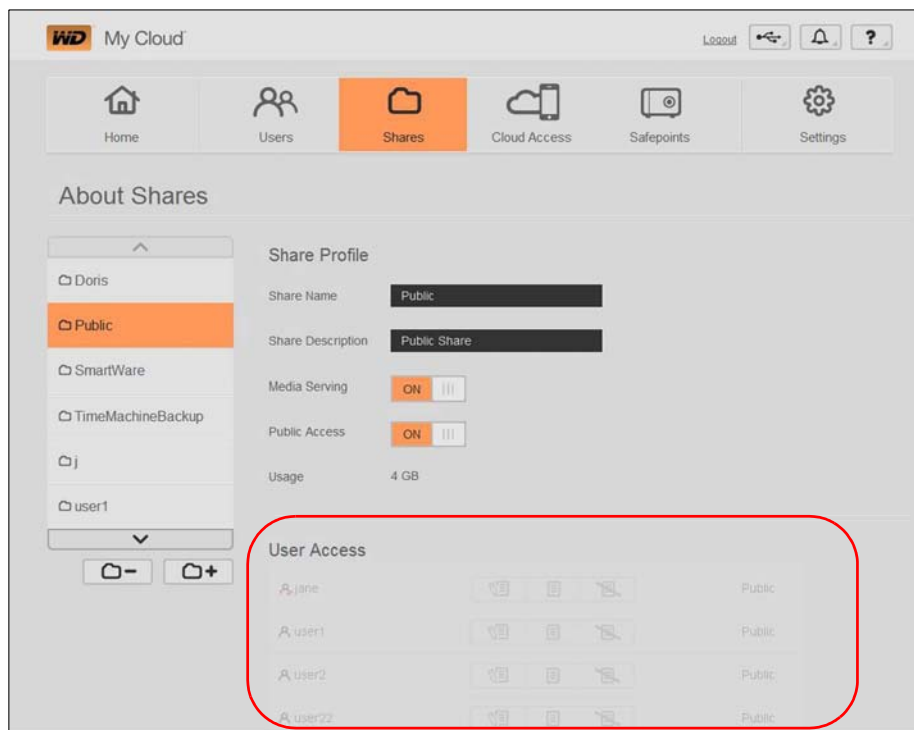 WD My Cloud
Logout ?
Home Users Shares Cloud Access Safepoints Settings
About Shares
Doris
Public
SmartWare
TimeMachineBackup
j
user1
Share Profile
Share Name Public
Share Description Public Share
Media Serving ON
Public Access ON
Usage 4 GB
User Access
jane Public
user1 Public
user2 Public
user22 Public